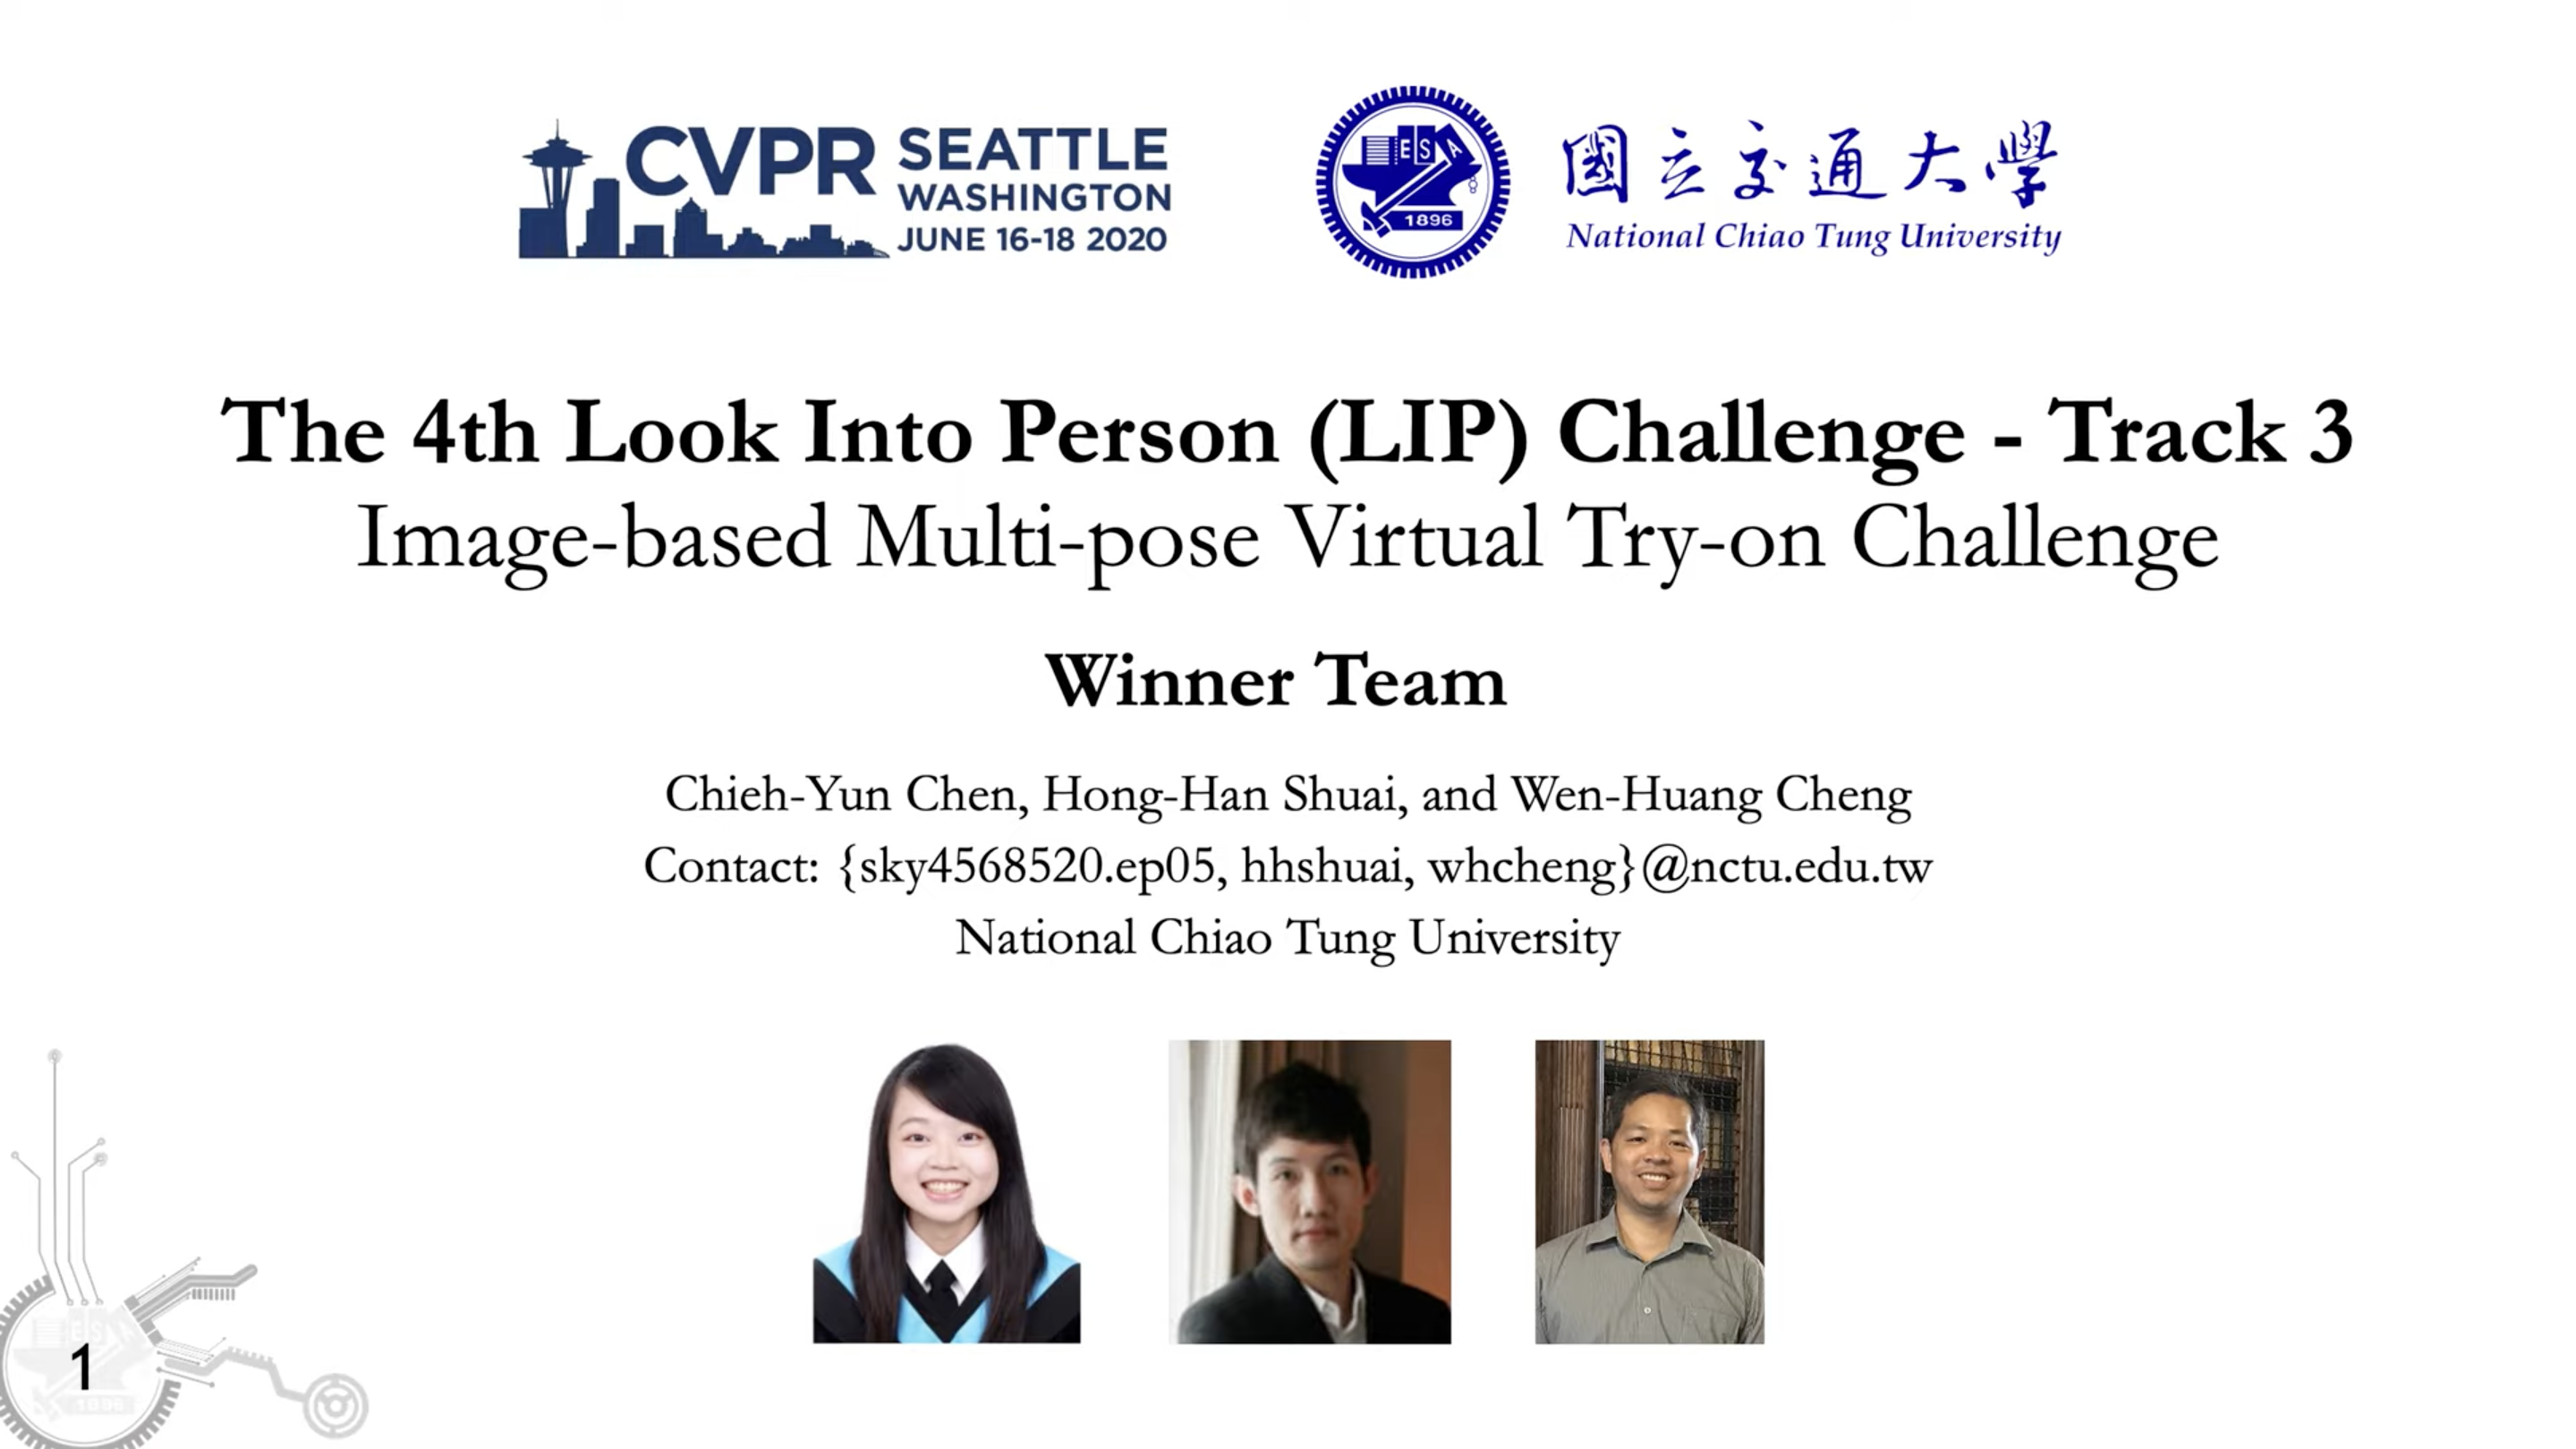 CVPR SEATTLE
WASHINGTON
JUNE 16-18 2020
E S A
1896
國立交通大學
National Chiao Tung University
The 4th Look Into Person (LIP) Challenge - Track 3
Image-based Multi-pose Virtual Try-on Challenge
Winner Team
Chieh-Yun Chen, Hong-Han Shuai, and Wen-Huang Cheng
Contact: {sky4568520.ep05, hhshuai, whcheng}@nctu.edu.tw
National Chiao Tung University
ES
1
1896